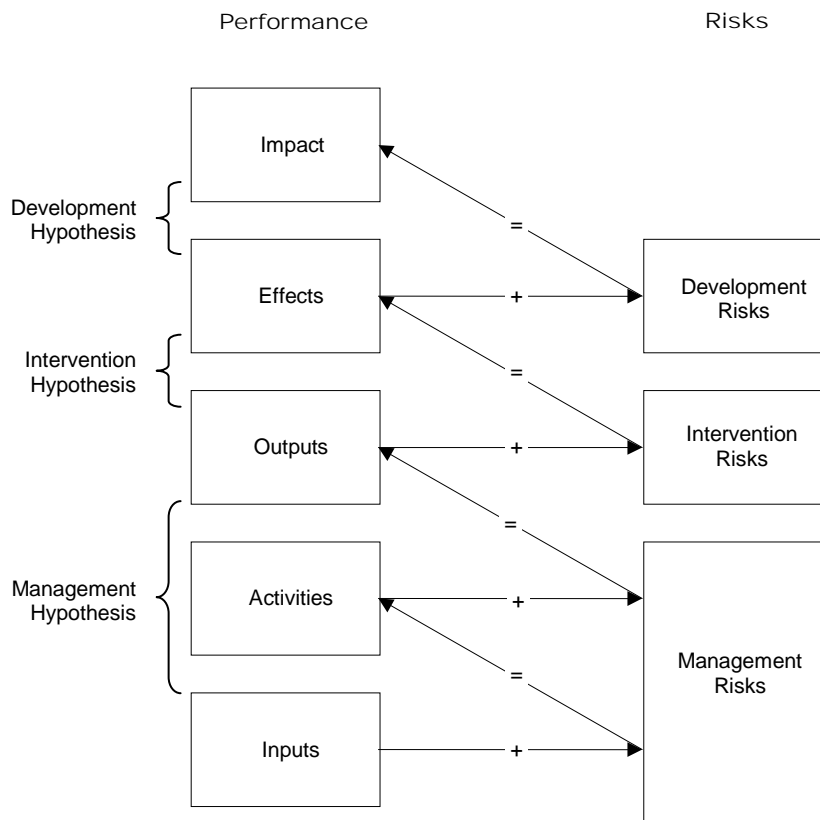 Performance
Risks
Impact
Development
Hypothesis
=
Effects
+
Development
Risks
Intervention
Hypothesis
=
Outputs
+
Intervention
Risks
=
Management
Hypothesis
Activities
+
Management
Risks
=
Inputs
+